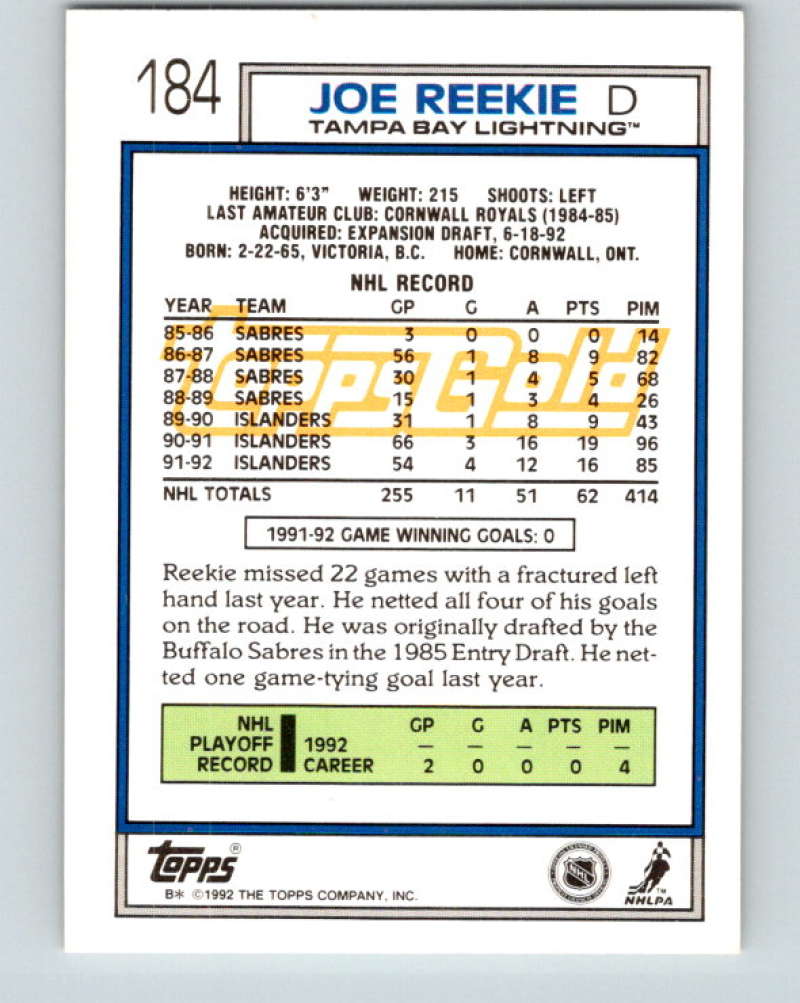 184
JOE REEKIE D
TAMPA BAY LIGHTNING™
HEIGHT: 6'3" WEIGHT: 215 SHOOTS: LEFT
LAST AMATEUR CLUB: CORNWALL ROYALS (1984-85)
ACQUIRED: EXPANSION DRAFT, 6-18-92
BORN: 2-22-65, VICTORIA, B.C. HOME: CORNWALL, ONT.
NHL RECORD
YEAR TEAM GP G A PTS PIM
85-86 SABRES 3 0 0 0 14
86-87 SABRES 56 1 8 9 82
87-88 SABRES 30 1 4 5 68
88-89 SABRES 15 1 3 4 26
89-90 ISLANDERS 31 1 8 9 43
90-91 ISLANDERS 66 3 16 19 96
91-92 ISLANDERS 54 4 12 16 85
NHL TOTALS 255 11 51 62 414
Topps Gold
1991-92 GAME WINNING GOALS: 0
Reekie missed 22 games with a fractured left
hand last year. He netted all four of his goals
on the road. He was originally drafted by the
Buffalo Sabres in the 1985 Entry Draft. He net-
ted one game-tying goal last year.
NHL GP G A PTS PIM
PLAYOFF 1992 — — — — —
RECORD CAREER 2 0 0 0 4
TOPPS®
B* ©1992 THE TOPPS COMPANY, INC.
NHL
™
NHLPA